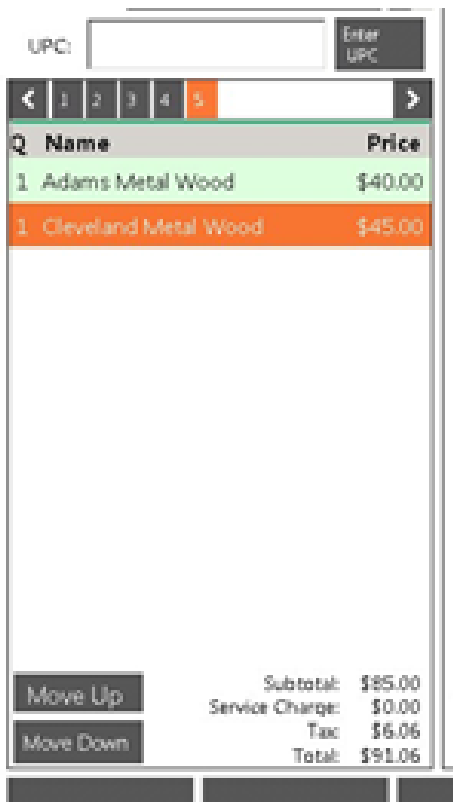 UPC:
Enter
UPC
1 2 3 4 5
Q Name Price
1 Adams Metal Wood $40.00
1 Cleveland Metal Wood $45.00
Move Up
Move Down
Subtotal: $85.00
Service Charge: $0.00
Tax: $6.06
Total: $91.06